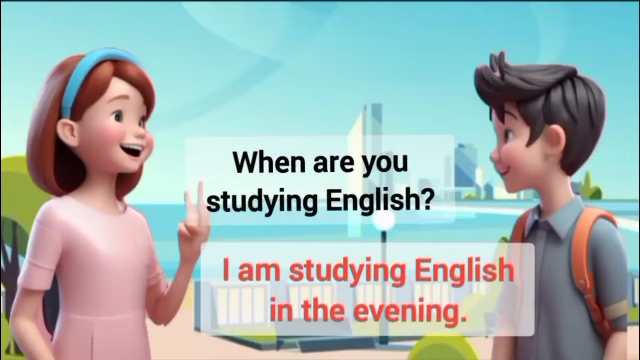 When are you
studying English?
I am studying English
in the evening.